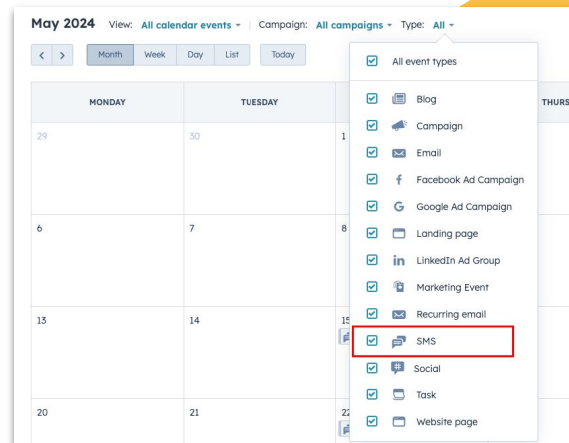 May 2024 View: All calendar events Campaign: All campaigns Type: All
Month Week Day List Today
All event types
MONDAY TUESDAY THURS
Blog
29 30 1
Campaign
Email
Facebook Ad Campaign
Google Ad Campaign
6 7 8
Landing page
LinkedIn Ad Group
Marketing Event
Recurring email
13 14 15
SMS
Social
Task
20 21 22
Website page